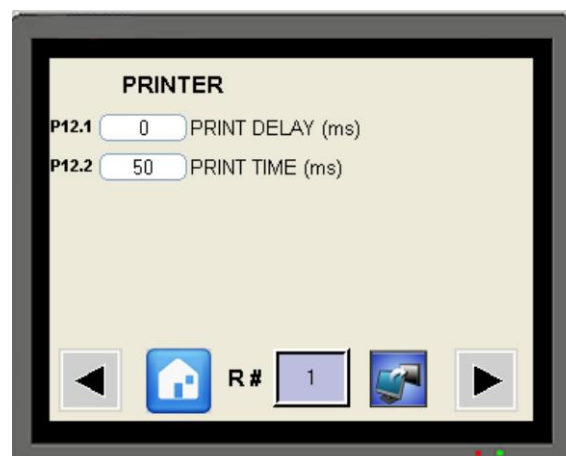 PRINTER
P12.1 0 PRINT DELAY (ms)
P12.2 50 PRINT TIME (ms)
R # 1